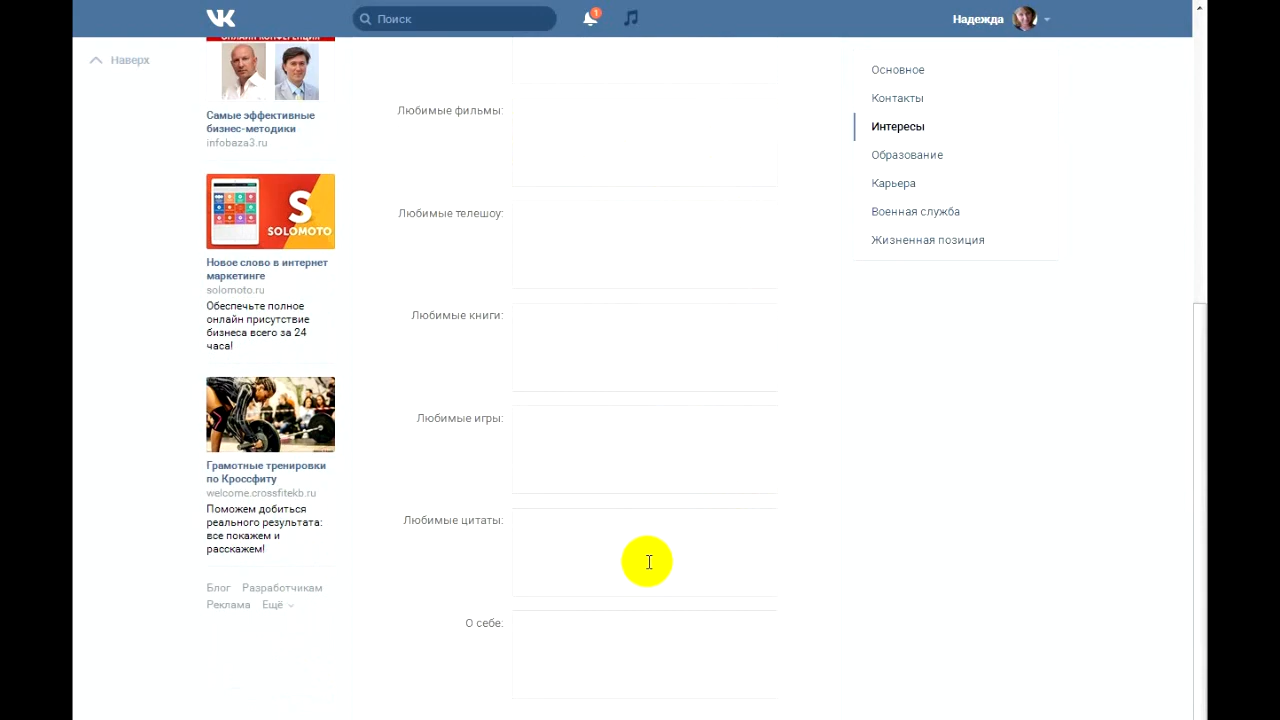 Поиск
1
Надежда
Наверх
ОНЛАЙН КОНФЕРЕНЦИЯ
Самые эффективные
бизнес-методики
infobaza3.ru
S
SOLOMOTO
Новое слово в интернет
маркетинге
solomoto.ru
Обеспечьте полное
онлайн присутствие
бизнеса всего за 24
часа!
Грамотные тренировки
по Кроссфиту
welcome.crossfitekb.ru
Поможем добиться
реального результата:
все покажем и
расскажем!
Блог Разработчикам
Реклама Ещё
Любимые фильмы:
Любимые телешоу:
Любимые книги:
Любимые игры:
Любимые цитаты:
О себе:
Основное
Контакты
Интересы
Образование
Карьера
Военная служба
Жизненная позиция